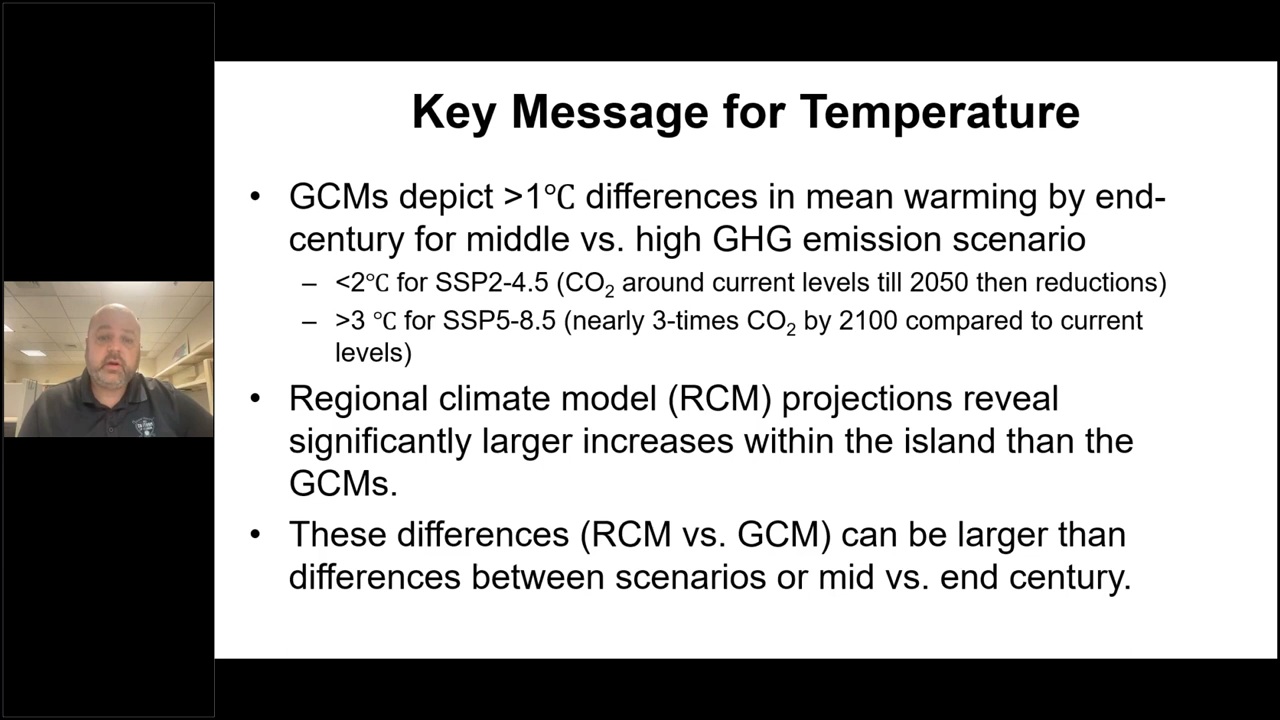 Key Message for Temperature
• GCMs depict >1℃ differences in mean warming by end-
century for middle vs. high GHG emission scenario
– <2℃ for SSP2-4.5 (CO₂ around current levels till 2050 then reductions)
– >3 ℃ for SSP5-8.5 (nearly 3-times CO₂ by 2100 compared to current
levels)
• Regional climate model (RCM) projections reveal
significantly larger increases within the island than the
GCMs.
• These differences (RCM vs. GCM) can be larger than
differences between scenarios or mid vs. end century.